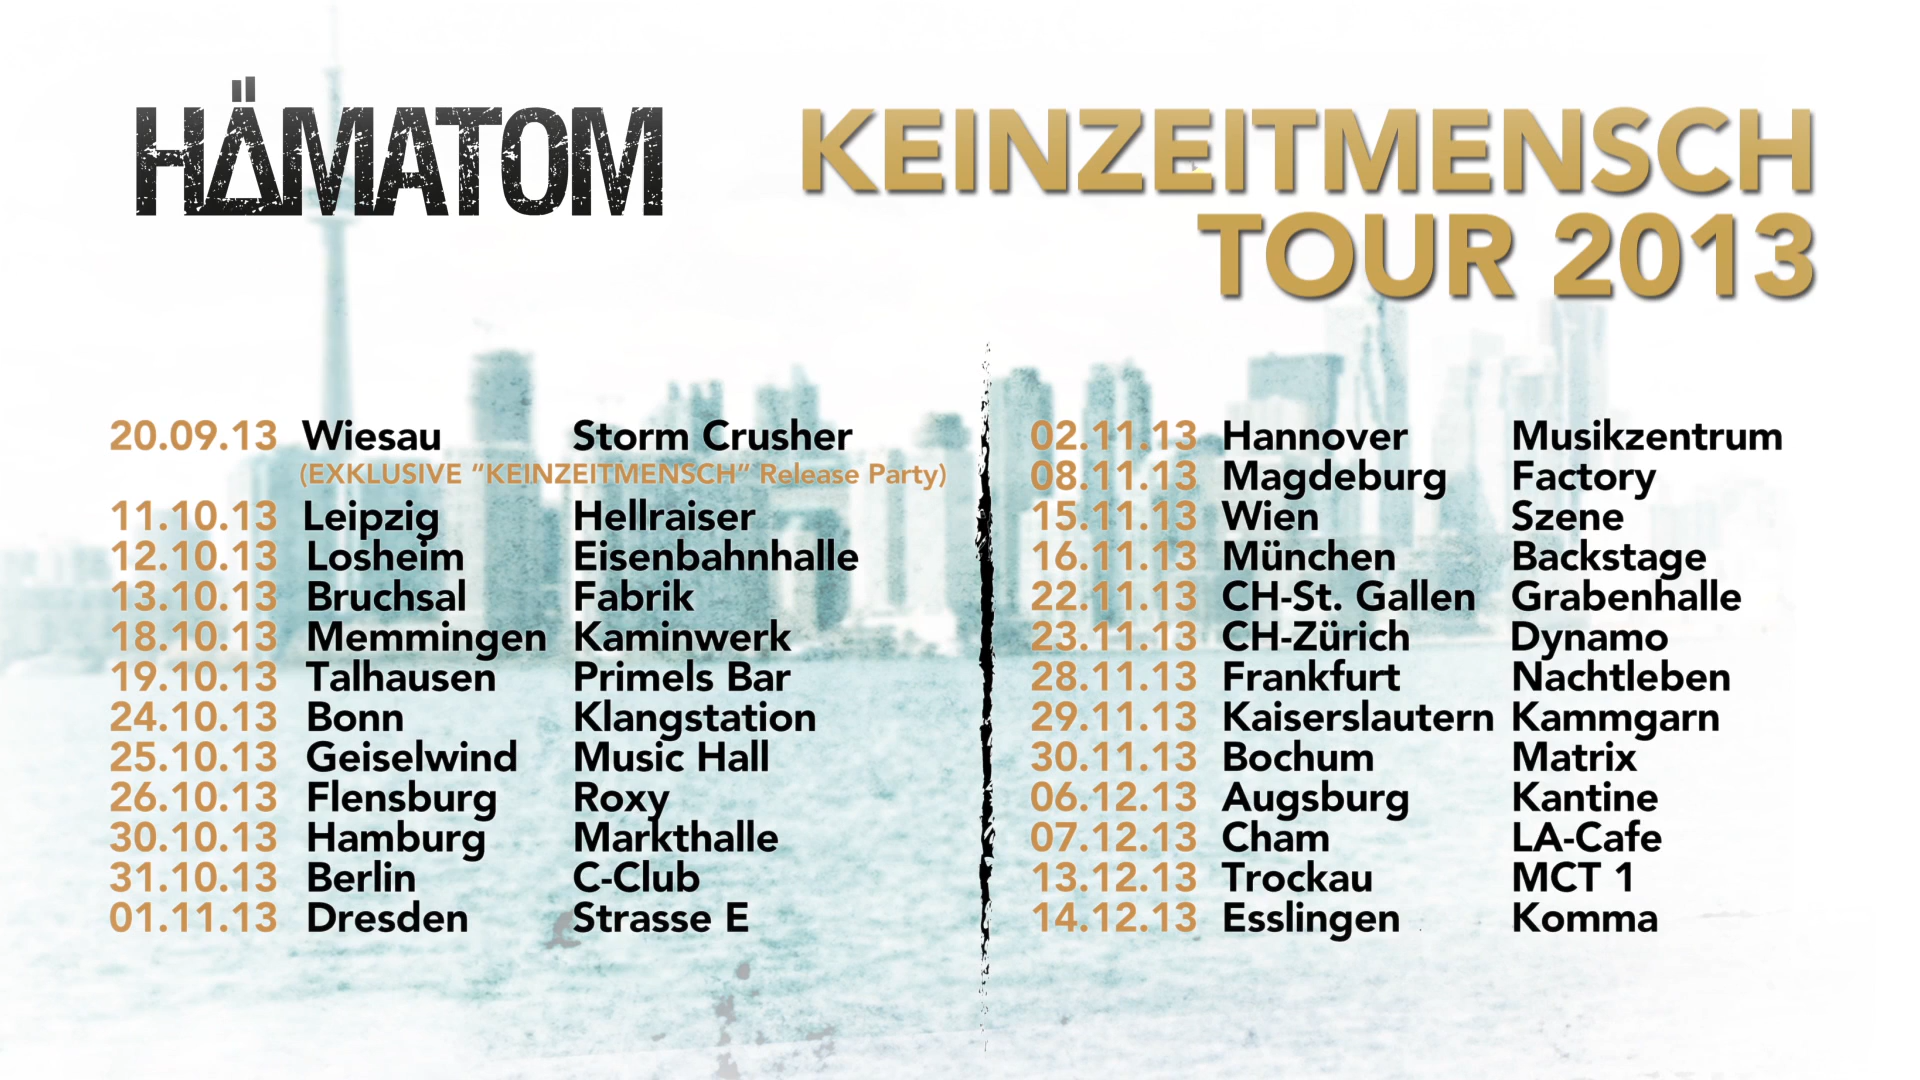 HÄMATOM
KEINZEITMENSCH
TOUR 2013
20.09.13 Wiesau Storm Crusher
(EXKLUSIVE "KEINZEITMENSCH" Release Party)
11.10.13 Leipzig Hellraiser
12.10.13 Losheim Eisenbahnhalle
13.10.13 Bruchsal Fabrik
18.10.13 Memmingen Kaminwerk
19.10.13 Talhausen Primels Bar
24.10.13 Bonn Klangstation
25.10.13 Geiselwind Music Hall
26.10.13 Flensburg Roxy
30.10.13 Hamburg Markthalle
31.10.13 Berlin C-Club
01.11.13 Dresden Strasse E
02.11.13 Hannover Musikzentrum
08.11.13 Magdeburg Factory
15.11.13 Wien Szene
16.11.13 München Backstage
22.11.13 CH-St. Gallen Grabenhalle
23.11.13 CH-Zürich Dynamo
28.11.13 Frankfurt Nachtleben
29.11.13 Kaiserslautern Kammgarn
30.11.13 Bochum Matrix
06.12.13 Augsburg Kantine
07.12.13 Cham LA-Cafe
13.12.13 Trockau MCT 1
14.12.13 Esslingen Komma